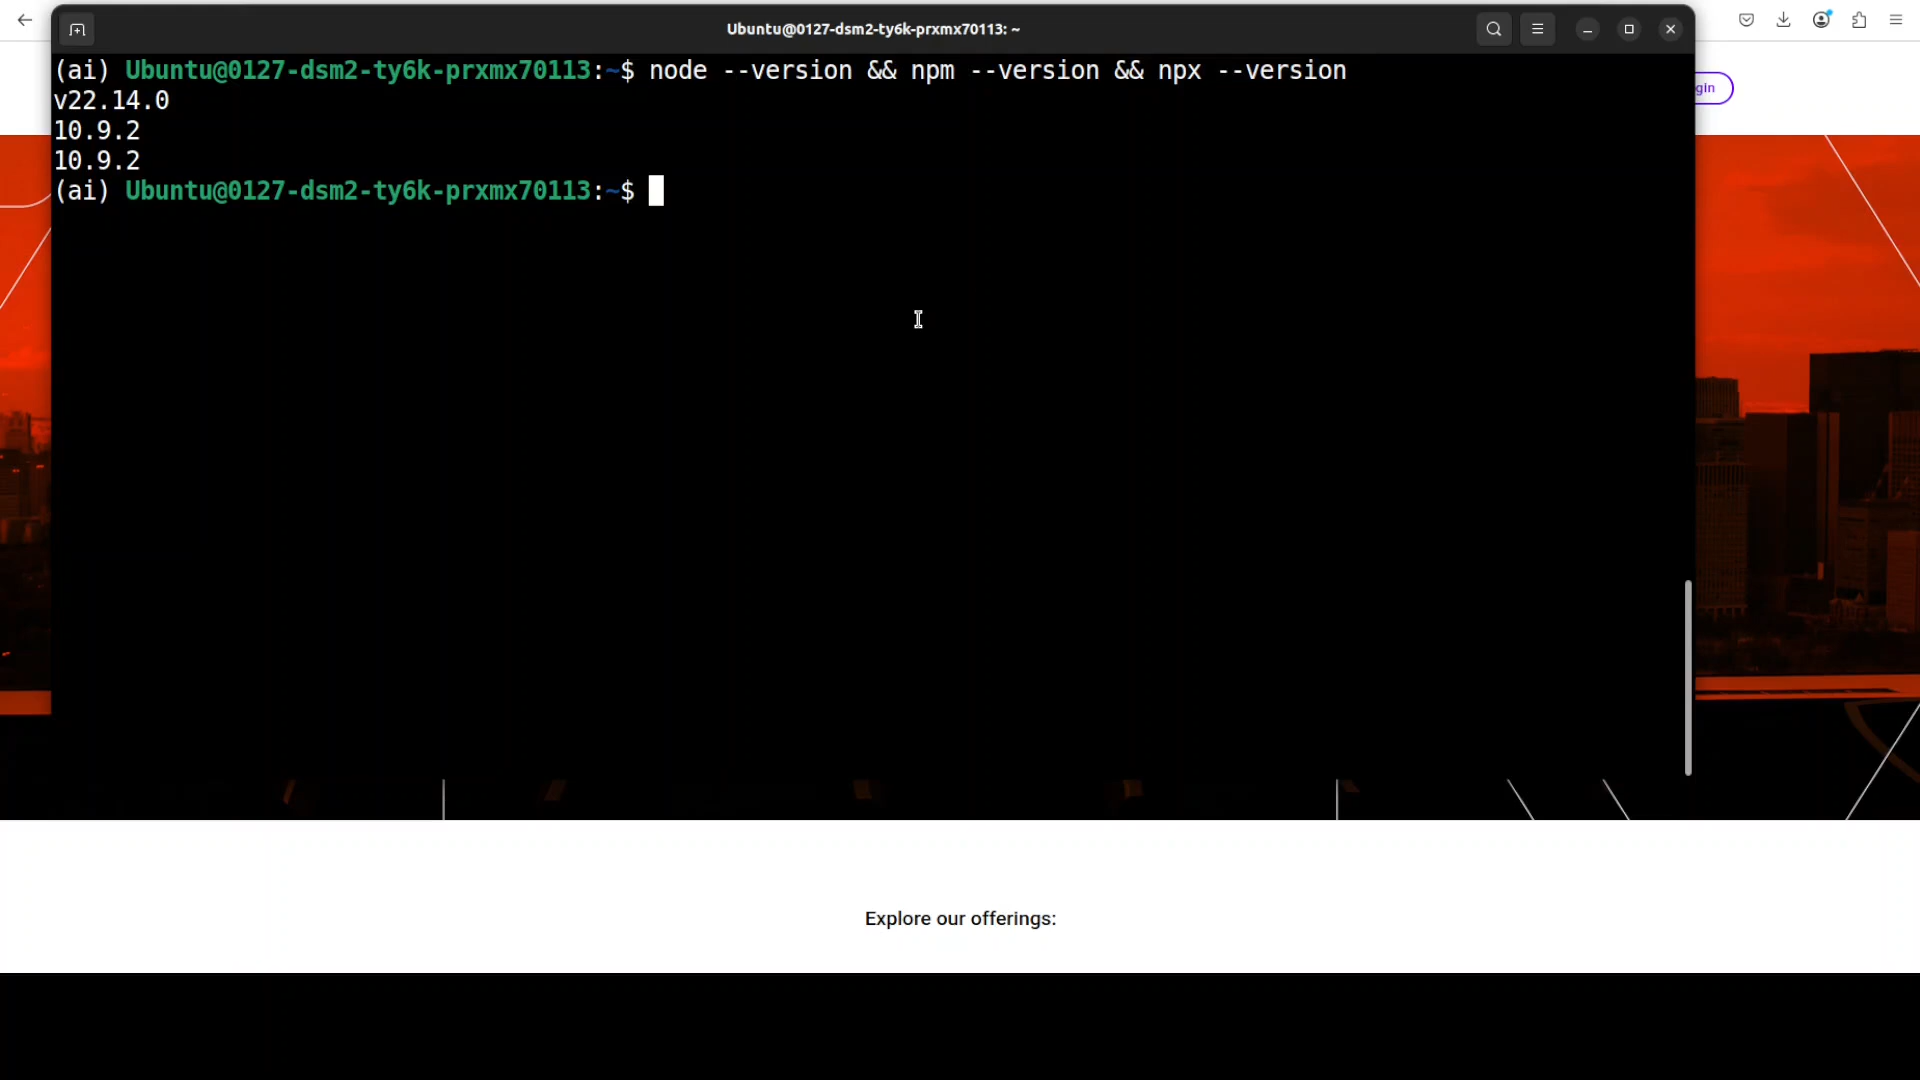 Ubuntu@0127-dsm2-ty6k-prxmx70113: ~
(ai) Ubuntu@0127-dsm2-ty6k-prxmx70113:~$ node --version && npm --version && npx --version
gin
v22.14.0
10.9.2
10.9.2
(ai) Ubuntu@0127-dsm2-ty6k-prxmx70113:~$
Explore our offerings: